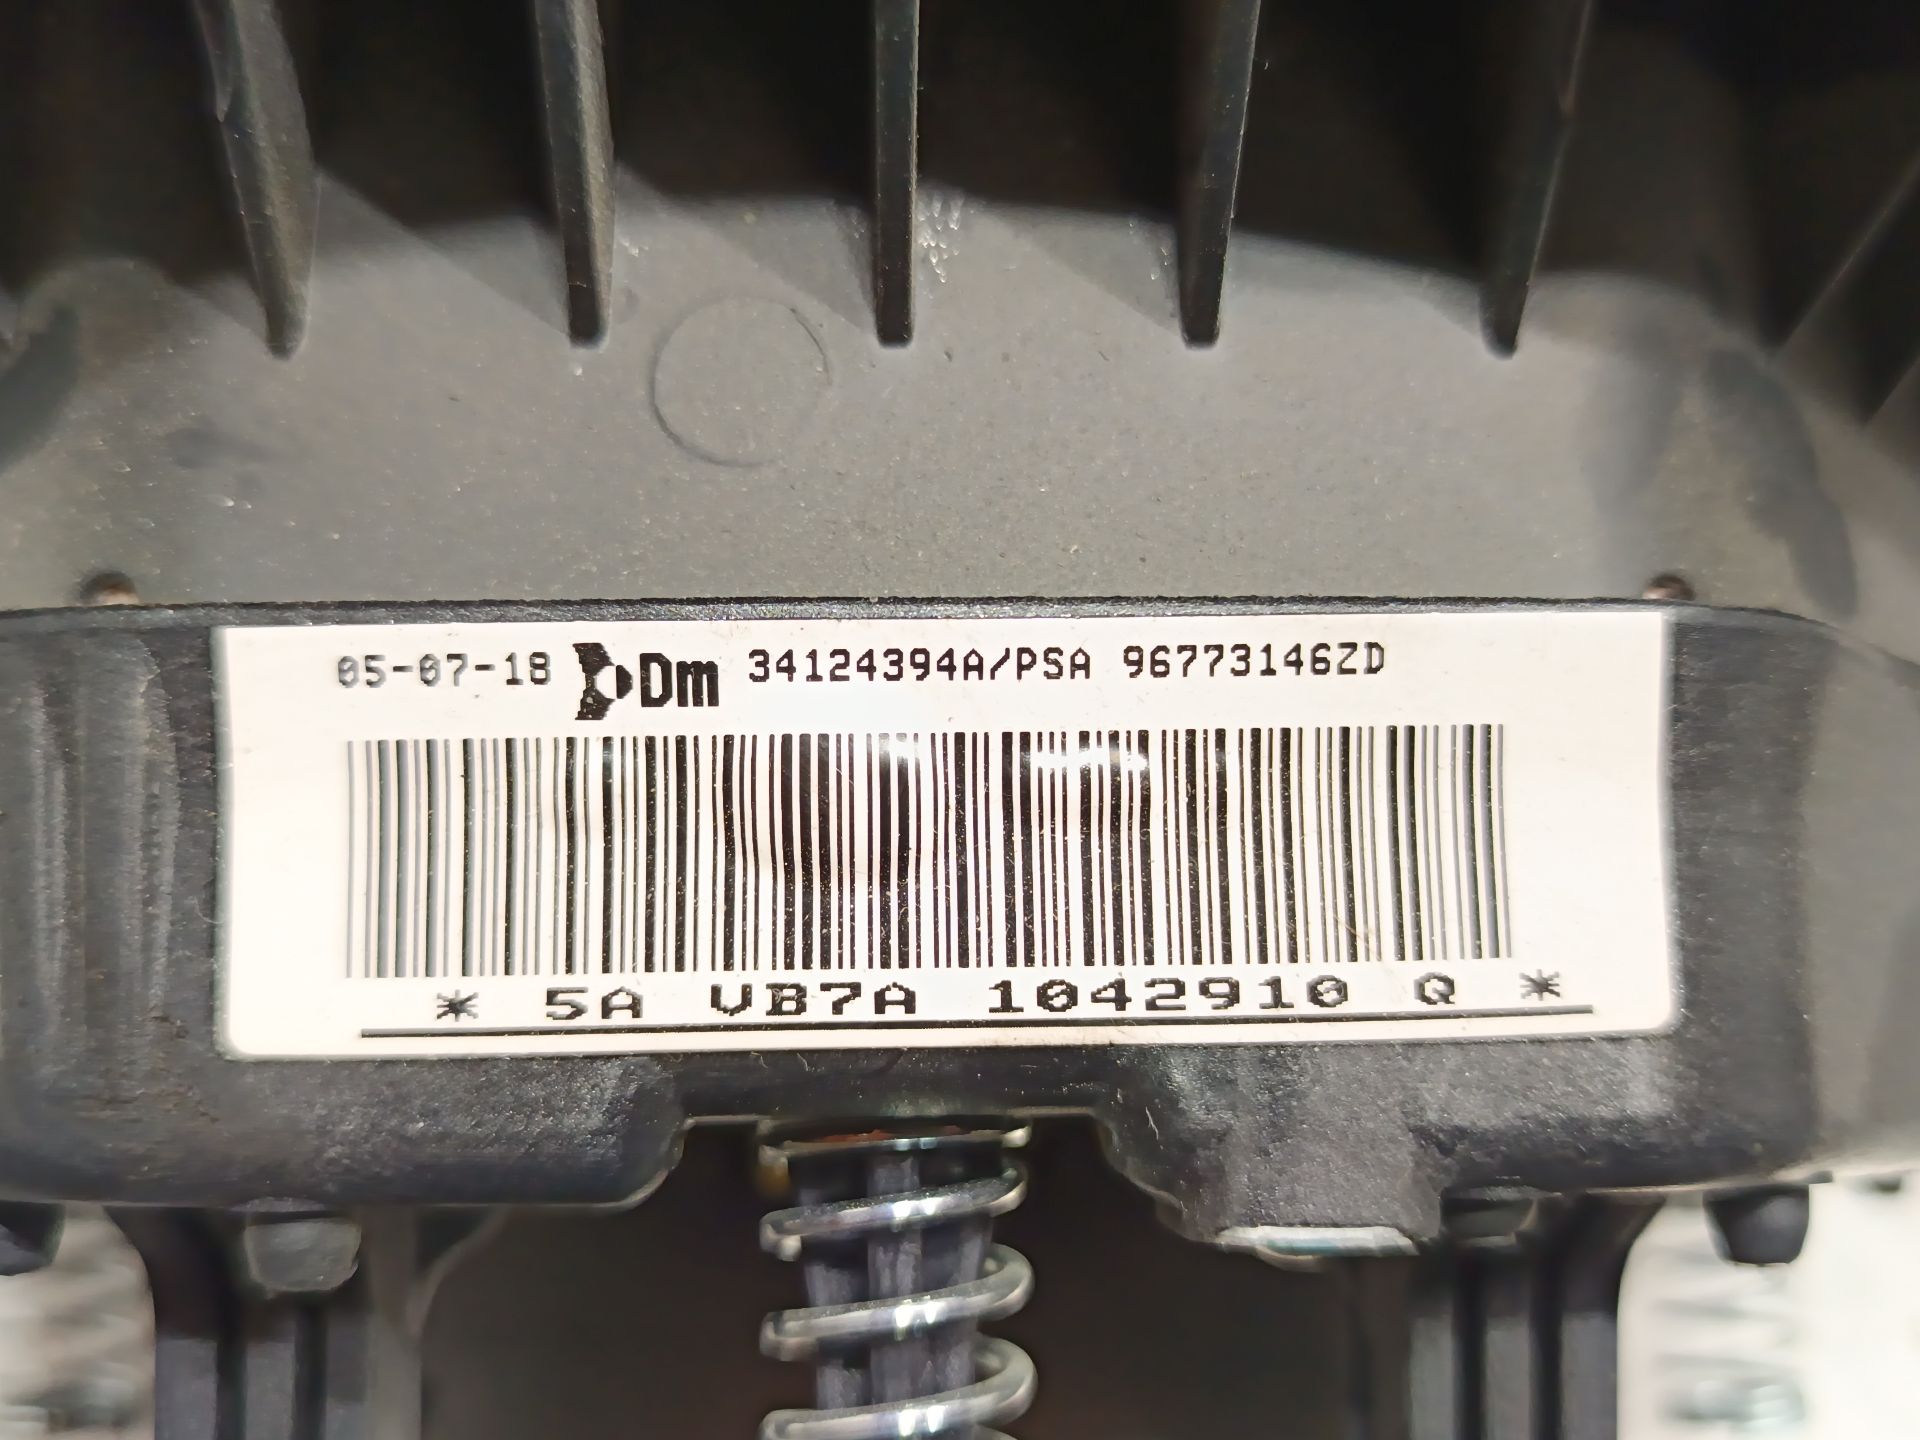 05-07-18 Dm 34124394A/PSA 96773146ZD
* 5A VB7A 1042910 Q *